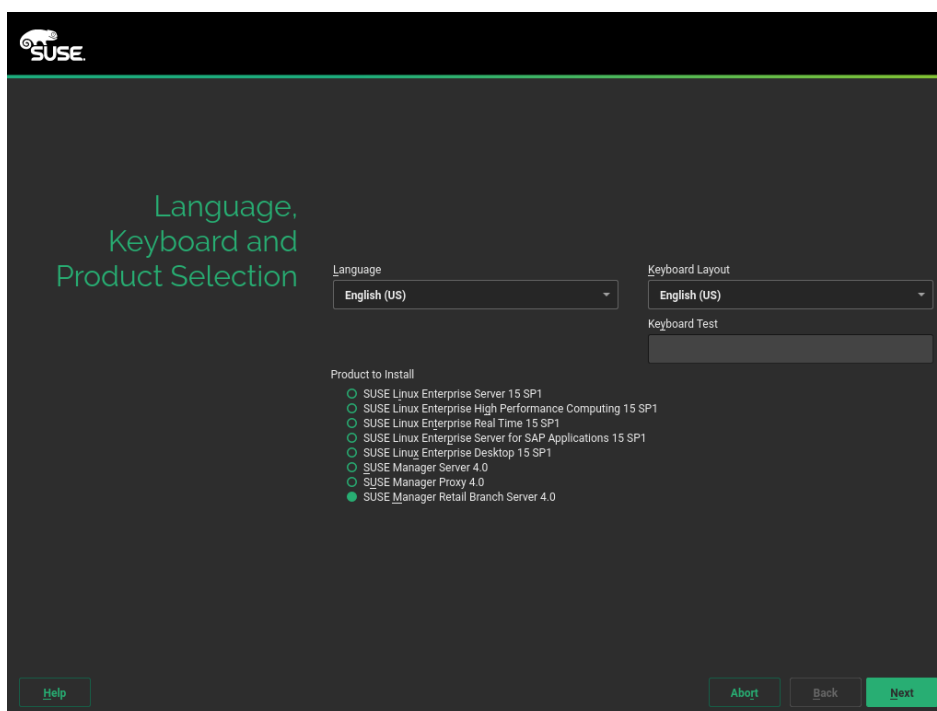 SUSE.
Language,
Keyboard and
Product Selection
Language
English (US)
Keyboard Layout
English (US)
Keyboard Test
Product to Install
SUSE Linux Enterprise Server 15 SP1
SUSE Linux Enterprise High Performance Computing 15 SP1
SUSE Linux Enterprise Real Time 15 SP1
SUSE Linux Enterprise Server for SAP Applications 15 SP1
SUSE Linux Enterprise Desktop 15 SP1
SUSE Manager Server 4.0
SUSE Manager Proxy 4.0
SUSE Manager Retail Branch Server 4.0
Help
Abort
Back
Next